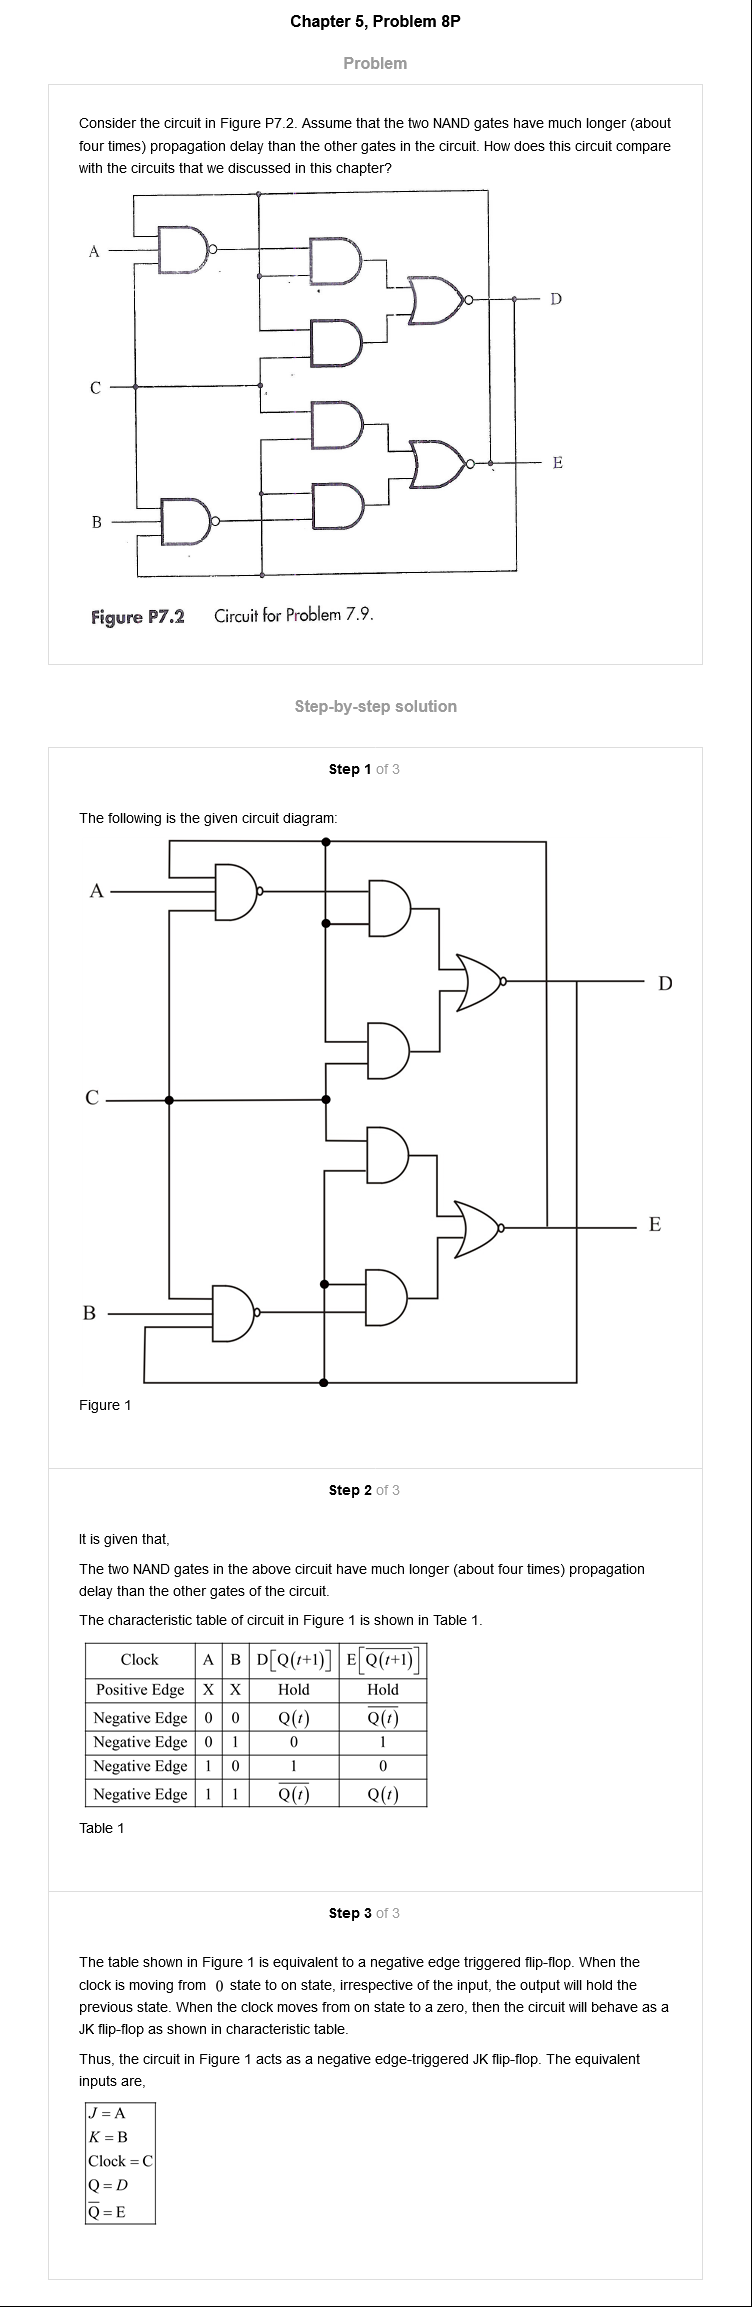 Chapter 5, Problem 8P
Problem
Consider the circuit in Figure P7.2. Assume that the two NAND gates have much longer (about
four times) propagation delay than the other gates in the circuit. How does this circuit compare
with the circuits that we discussed in this chapter?
A
D
C
E
B
Figure P7.2 Circuit for Problem 7.9.
Step-by-step solution
Step 1 of 3
The following is the given circuit diagram:
A
D
C
E
B
Figure 1
Step 2 of 3
It is given that,
The two NAND gates in the above circuit have much longer (about four times) propagation
delay than the other gates of the circuit.
The characteristic table of circuit in Figure 1 is shown in Table 1.
Clock A B D[Q(t+1)] E[Q̅(̅t̅+̅1̅)̅]
Positive Edge X X Hold Hold
Negative Edge 0 0 Q(t) Q̅(̅t̅)̅
Negative Edge 0 1 0 1
Negative Edge 1 0 1 0
Negative Edge 1 1 Q̅(̅t̅)̅ Q(t)
Table 1
Step 3 of 3
The table shown in Figure 1 is equivalent to a negative edge triggered flip-flop. When the
clock is moving from 0 state to on state, irrespective of the input, the output will hold the
previous state. When the clock moves from on state to a zero, then the circuit will behave as a
JK flip-flop as shown in characteristic table.
Thus, the circuit in Figure 1 acts as a negative edge-triggered JK flip-flop. The equivalent
inputs are,
J = A
K = B
Clock = C
Q = D
Q̅ = E